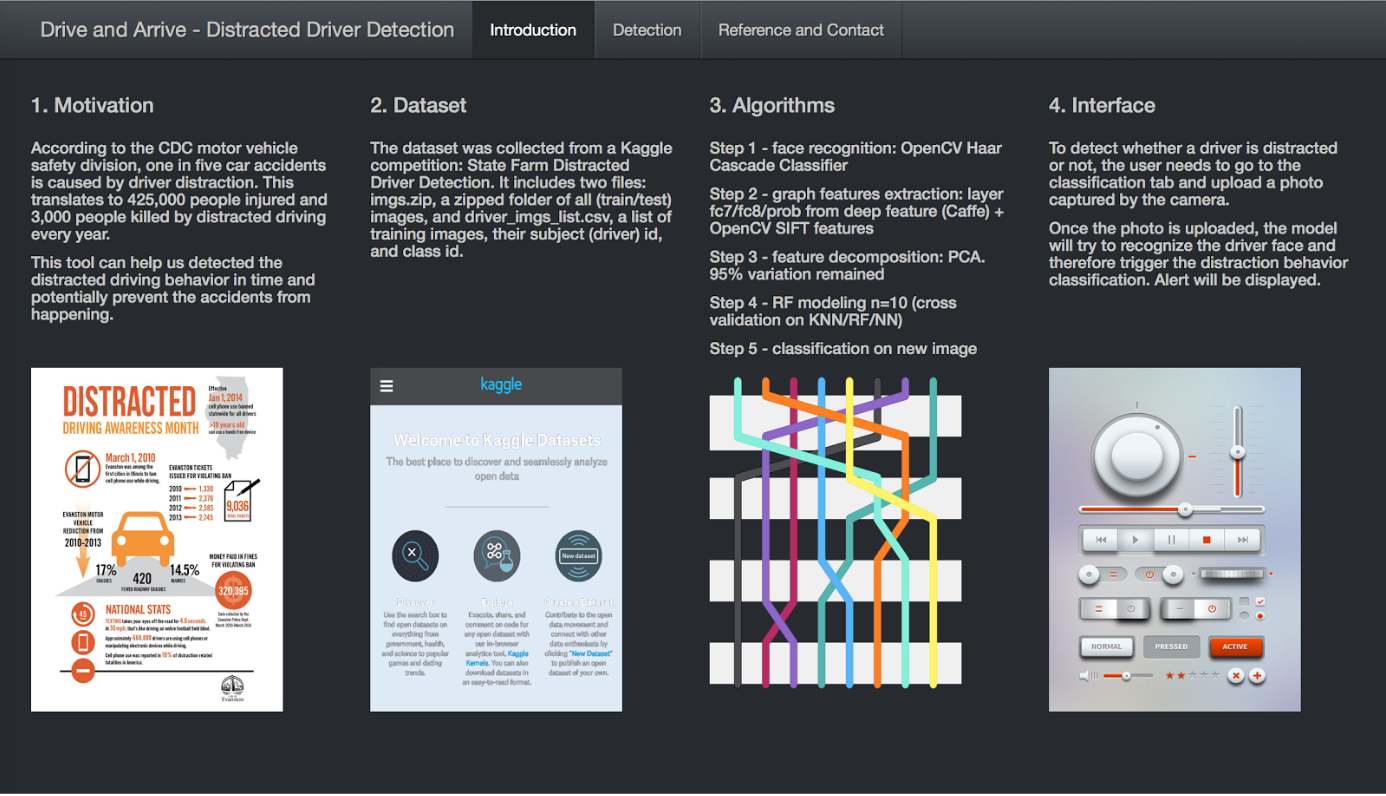 Drive and Arrive - Distracted Driver Detection
Introduction
Detection
Reference and Contact
1. Motivation
According to the CDC motor vehicle
safety division, one in five car accidents
is caused by driver distraction. This
translates to 425,000 people injured and
3,000 people killed by distracted driving
every year.
This tool can help us detected the
distracted driving behavior in time and
potentially prevent the accidents from
happening.
DISTRACTED
DRIVING AWARENESS MONTH
Effective
Jan 1, 2014
cell phone use banned
statewide for all drivers
>18 years old
can use a hands free device
March 1, 2010
Evanston was among the
first cities in Illinois to ban
cell phone use while driving.
EVANSTON TICKETS
ISSUED FOR VIOLATING BAN
2010 1,330
2011 2,376
2012 2,585
2013 2,745
9,036
TOTAL TICKETS
EVANSTON MOTOR
VEHICLE
REDUCTION FROM
2010-2013
17%
CRASHES
420
FEWER ROADWAY CRASHES
14.5%
INJURIES
MONEY PAID IN FINES
FOR VIOLATING BAN
320,395
Data collected by the
Evanston Police Dept.
NATIONAL STATS
TEXTING takes your eyes off the road for 4.6 seconds.
At 55 mph, that's like driving an entire football field blind.
Approximately 660,000 drivers are using cell phones or
manipulating electronic devices while driving.
Cell phone use was reported in 18% of distraction-related
fatalities in America.
Evanston
2. Dataset
The dataset was collected from a Kaggle
competition: State Farm Distracted
Driver Detection. It includes two files:
imgs.zip, a zipped folder of all (train/test)
images, and driver_imgs_list.csv, a list of
training images, their subject (driver) id,
and class id.
kaggle
Welcome to Kaggle Datasets
The best place to discover and seamlessly analyze
open data
Discover
Use the search box to
find open datasets on
everything from
government, health,
and science to popular
games and dating
trends.
Explore
Execute, share, and
comment on code for
any open dataset with
our in-browser
analytics tool, Kaggle
Kernels. You can also
download datasets in
an easy-to-read format.
New dataset
Create a Dataset
Contribute to the open
data movement and
connect with other
data enthusiasts by
clicking "New Dataset"
to publish an open
dataset of your own.
3. Algorithms
Step 1 - face recognition: OpenCV Haar
Cascade Classifier
Step 2 - graph features extraction: layer
fc7/fc8/prob from deep feature (Caffe) +
OpenCV SIFT features
Step 3 - feature decomposition: PCA.
95% variation remained
Step 4 - RF modeling n=10 (cross
validation on KNN/RF/NN)
Step 5 - classification on new image
4. Interface
To detect whether a driver is distracted
or not, the user needs to go to the
classification tab and upload a photo
captured by the camera.
Once the photo is uploaded, the model
will try to recognize the driver face and
therefore trigger the distraction behavior
classification. Alert will be displayed.
NORMAL
PRESSED
ACTIVE